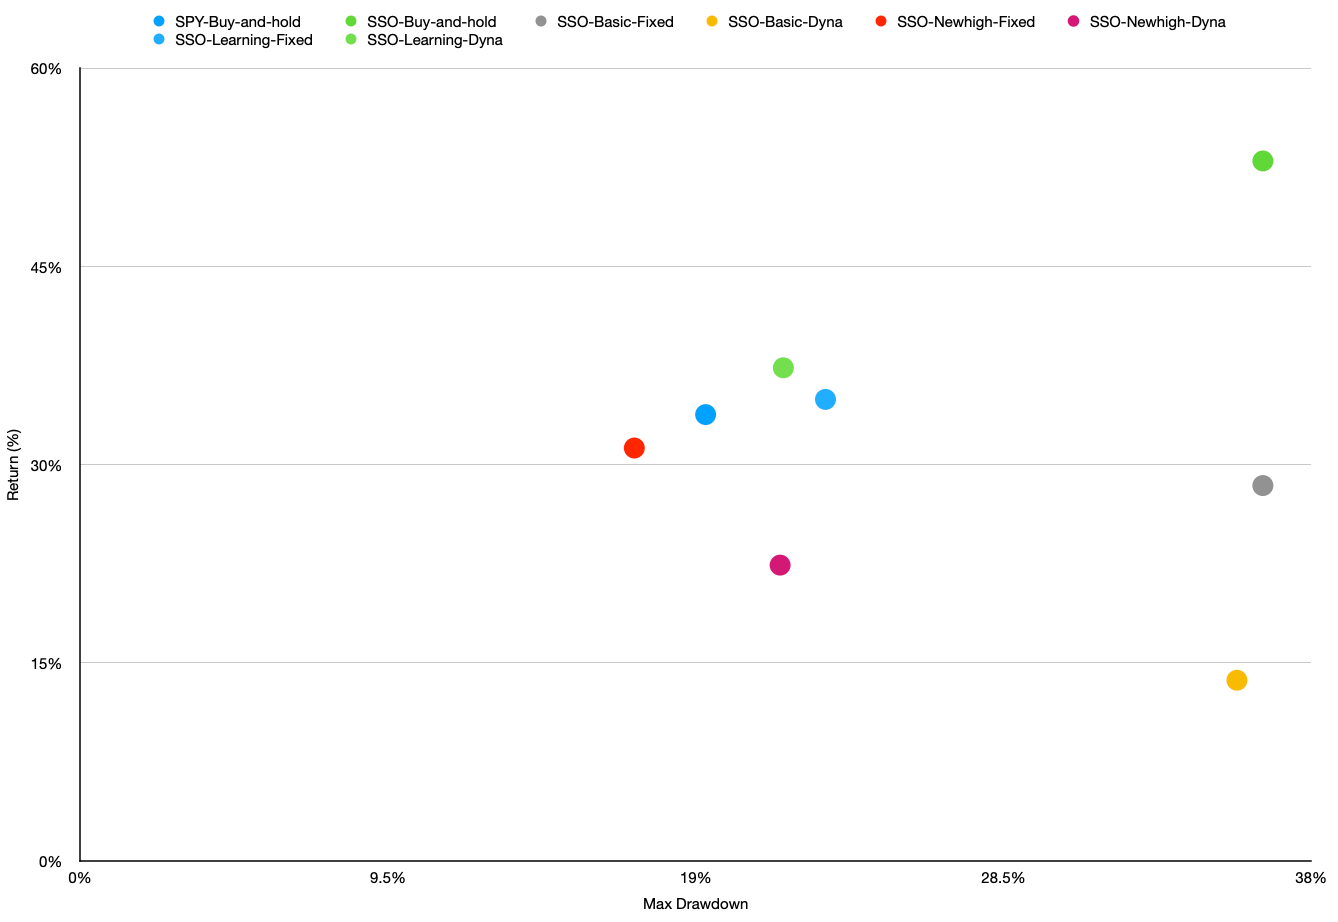 SPY-Buy-and-hold SSO-Buy-and-hold SSO-Basic-Fixed SSO-Basic-Dyna SSO-Newhigh-Fixed SSO-Newhigh-Dyna
SSO-Learning-Fixed SSO-Learning-Dyna
60%
45%
30%
15%
0%
Return (%)
0% 9.5% 19% 28.5% 38%
Max Drawdown